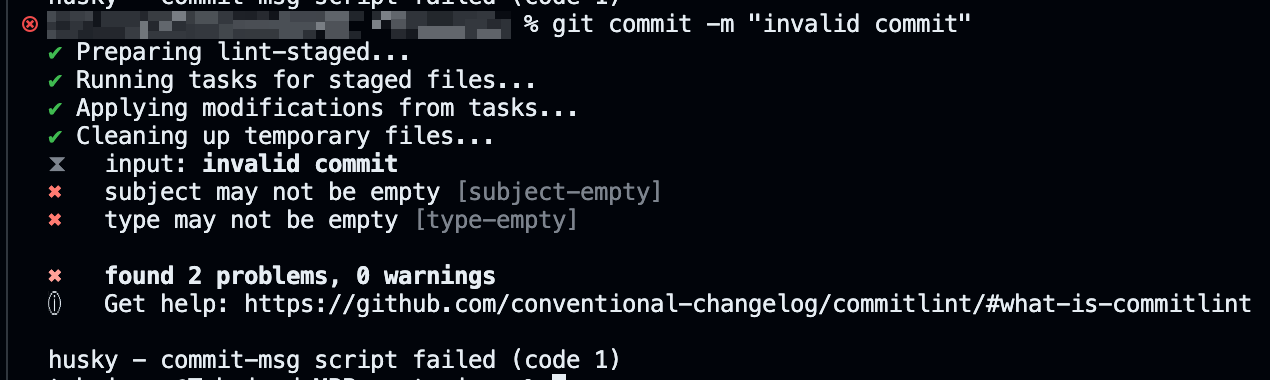 husky - commit-msg script failed (code 1)
% git commit -m "invalid commit"
✔ Preparing lint-staged...
✔ Running tasks for staged files...
✔ Applying modifications from tasks...
✔ Cleaning up temporary files...
⧗ input: invalid commit
✖ subject may not be empty [subject-empty]
✖ type may not be empty [type-empty]
✖ found 2 problems, 0 warnings
ⓘ Get help: https://github.com/conventional-changelog/commitlint/#what-is-commitlint
husky - commit-msg script failed (code 1)